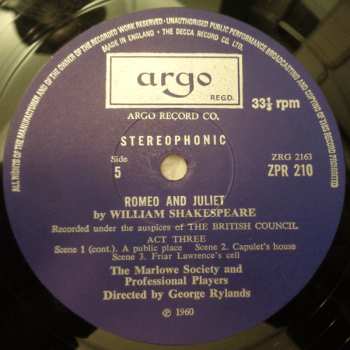 ALL RIGHTS OF THE MANUFACTURER AND OF THE OWNER OF THE RECORDED WORK RESERVED · UNAUTHORISED PUBLIC PERFORMANCE BROADCASTING AND COPYING OF THIS RECORD PROHIBITED
MADE IN ENGLAND · THE DECCA RECORD CO. LTD.
argo
REGD.
33⅓ rpm
ARGO RECORD CO.
STEREOPHONIC
Side
5
ZRG 2163
ZPR 210
ROMEO AND JULIET
by WILLIAM SHAKESPEARE
Recorded under the auspices of THE BRITISH COUNCIL
ACT THREE
Scene 1 (cont.). A public place Scene 2. Capulet's house
Scene 3. Friar Lawrence's cell
The Marlowe Society and
Professional Players
Directed by George Rylands
℗ 1960